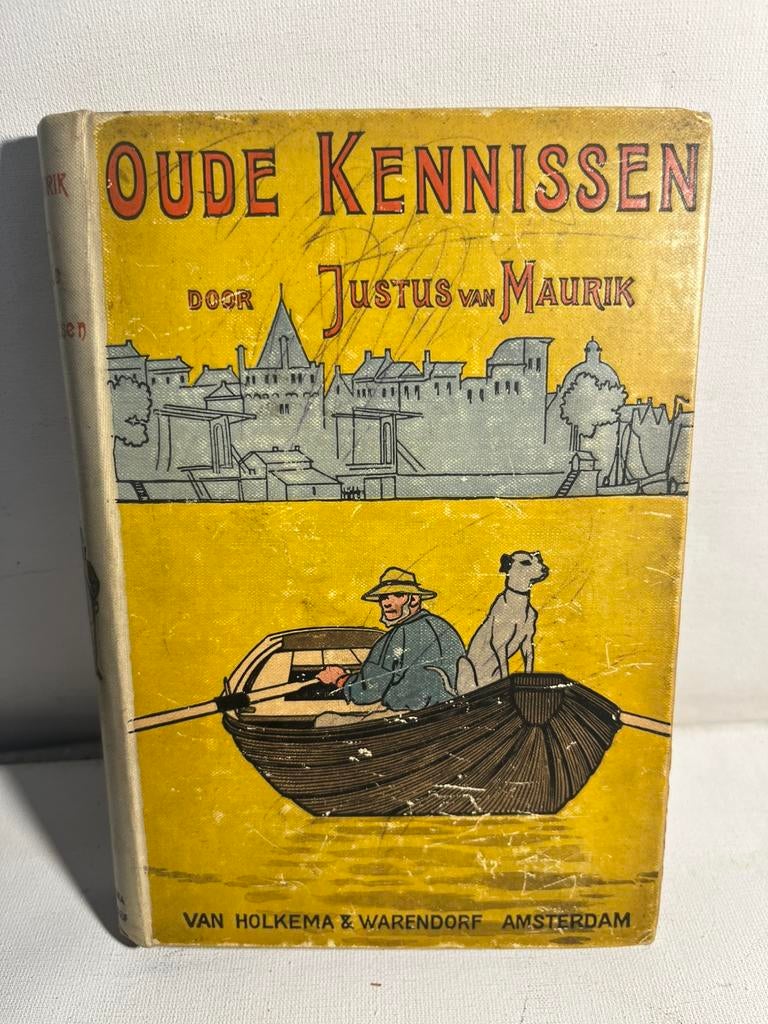 OUDE KENNISSEN
DOOR JUSTUS VAN MAURIK
VAN HOLKEMA & WARENDORF AMSTERDAM